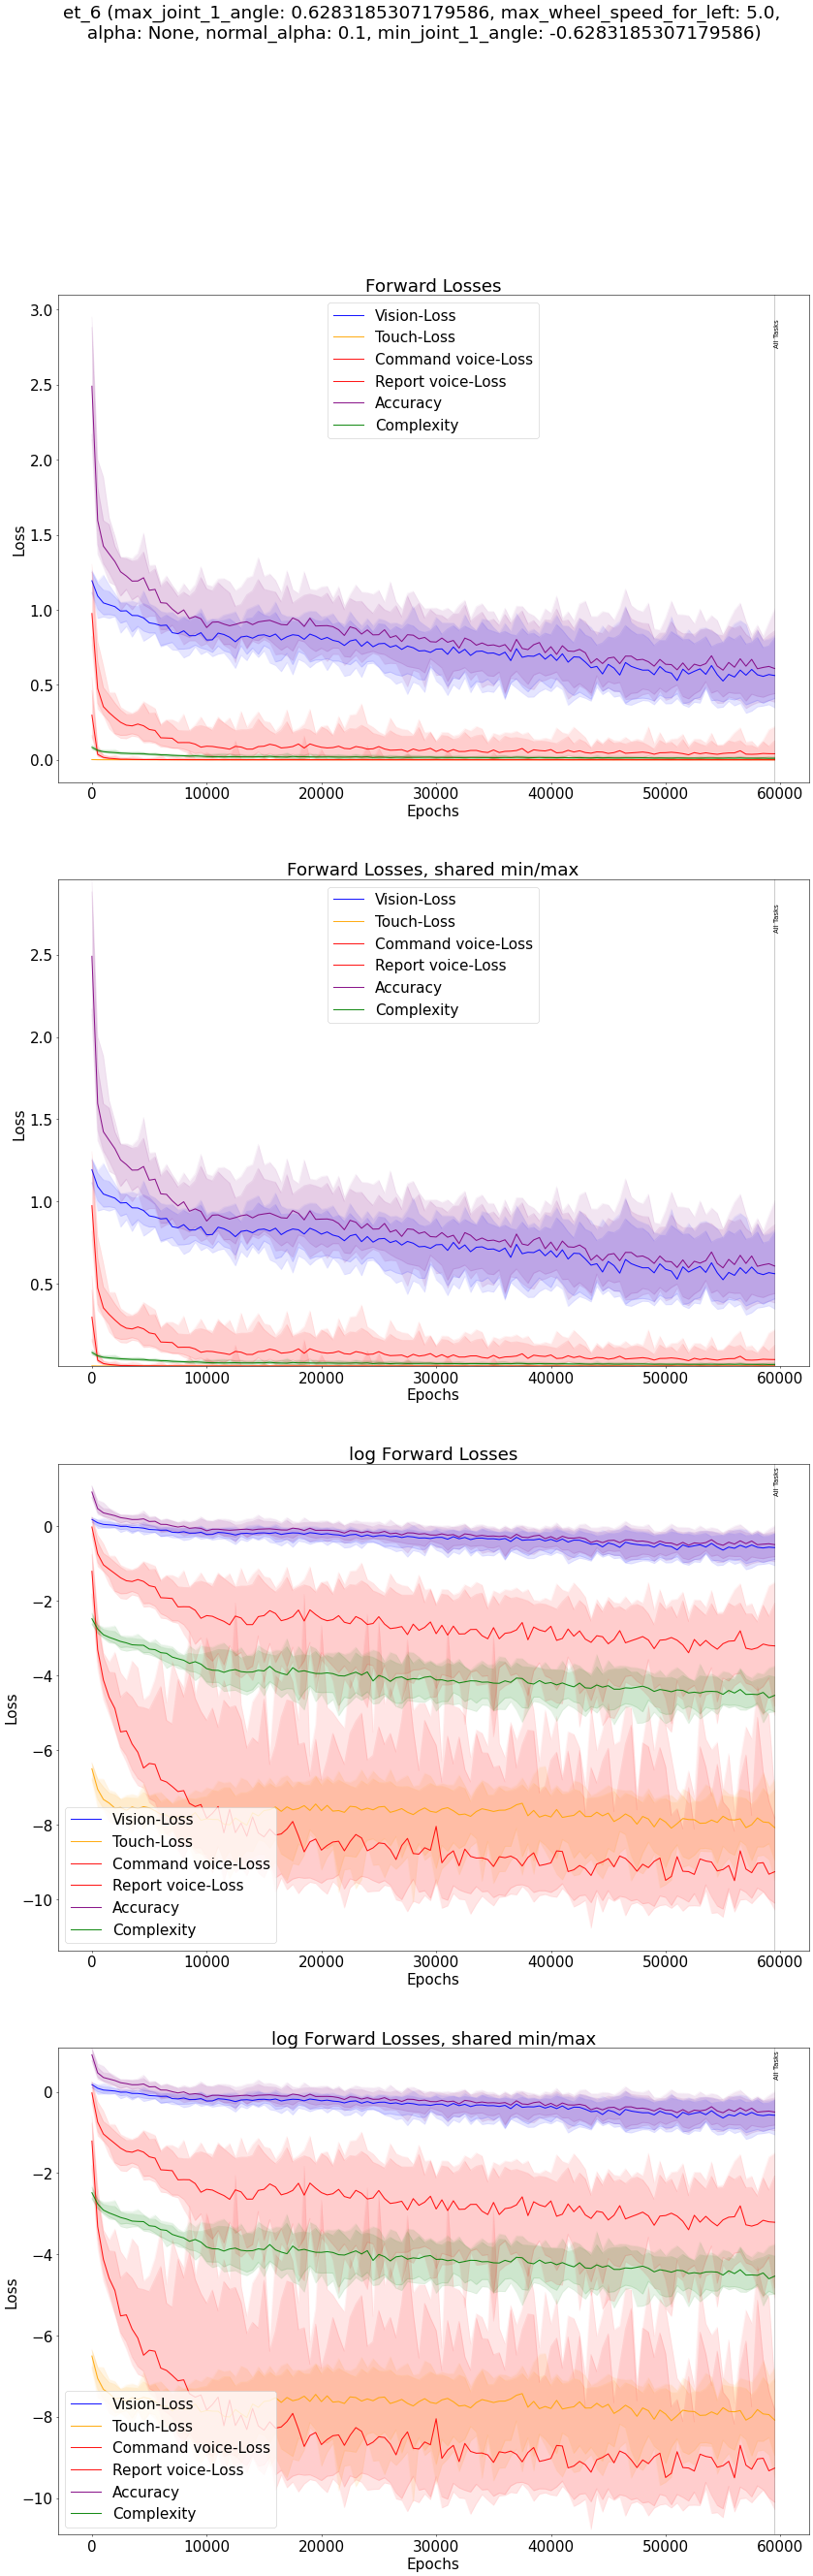 et_6 (max_joint_1_angle: 0.6283185307179586, max_wheel_speed_for_left: 5.0,
alpha: None, normal_alpha: 0.1, min_joint_1_angle: -0.6283185307179586)
Forward Losses
Vision-Loss
Touch-Loss
Command voice-Loss
Report voice-Loss
Accuracy
Complexity
All Tasks
3.0
2.5
2.0
1.5
1.0
0.5
0.0
Loss
0 10000 20000 30000 40000 50000 60000
Epochs
Forward Losses, shared min/max
Vision-Loss
Touch-Loss
Command voice-Loss
Report voice-Loss
Accuracy
Complexity
All Tasks
2.5
2.0
1.5
1.0
0.5
Loss
0 10000 20000 30000 40000 50000 60000
Epochs
log Forward Losses
All Tasks
0
−2
−4
−6
−8
−10
Loss
Vision-Loss
Touch-Loss
Command voice-Loss
Report voice-Loss
Accuracy
Complexity
0 10000 20000 30000 40000 50000 60000
Epochs
log Forward Losses, shared min/max
All Tasks
0
−2
−4
−6
−8
−10
Loss
Vision-Loss
Touch-Loss
Command voice-Loss
Report voice-Loss
Accuracy
Complexity
0 10000 20000 30000 40000 50000 60000
Epochs